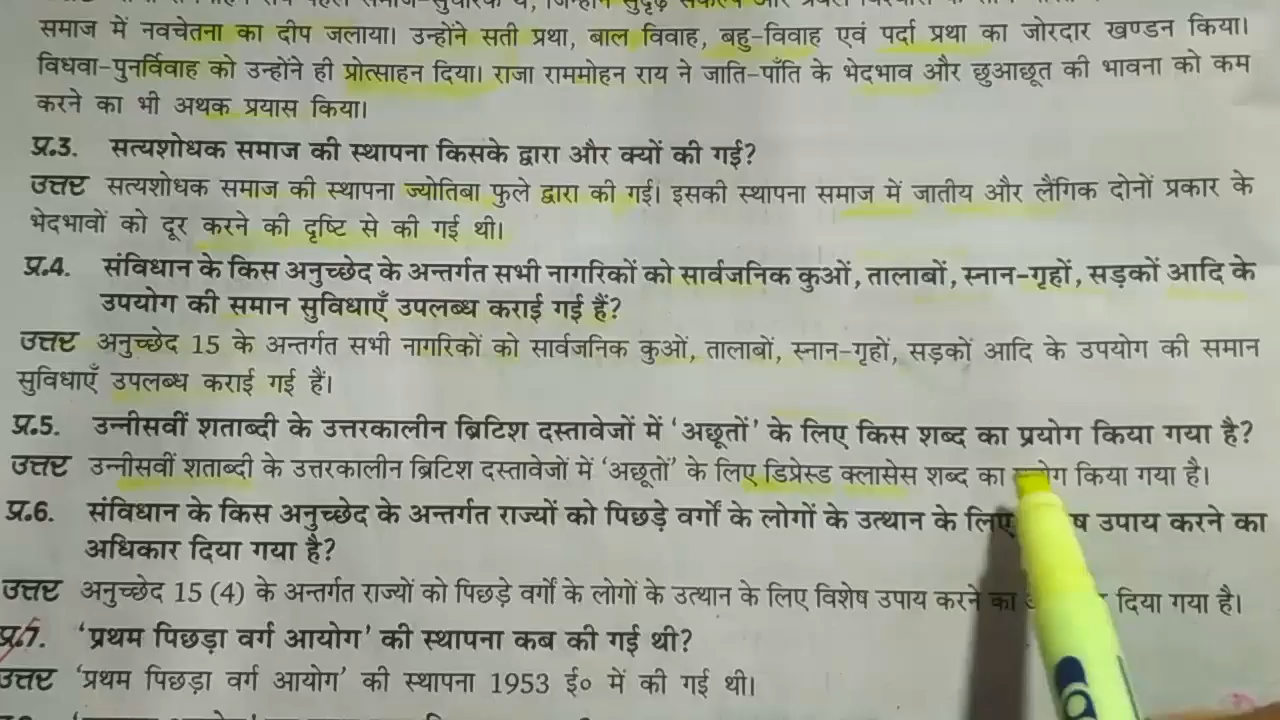 समाज में नवचेतना का दीप जलाया। उन्होंने सती प्रथा, बाल विवाह, बहु-विवाह एवं पर्दा प्रथा का जोरदार खण्डन किया।
विधवा-पुनर्विवाह को उन्होंने ही प्रोत्साहन दिया। राजा राममोहन राय ने जाति-पाँति के भेदभाव और छुआछूत की भावना को कम
करने का भी अथक प्रयास किया।
प्र.3. सत्यशोधक समाज की स्थापना किसके द्वारा और क्यों की गई?
उत्तर सत्यशोधक समाज की स्थापना ज्योतिबा फुले द्वारा की गई। इसकी स्थापना समाज में जातीय और लैंगिक दोनों प्रकार के
भेदभावों को दूर करने की दृष्टि से की गई थी।
प्र.4. संविधान के किस अनुच्छेद के अन्तर्गत सभी नागरिकों को सार्वजनिक कुओं, तालाबों, स्नान-गृहों, सड़कों आदि के
उपयोग की समान सुविधाएँ उपलब्ध कराई गई हैं?
उत्तर अनुच्छेद 15 के अन्तर्गत सभी नागरिकों को सार्वजनिक कुओं, तालाबों, स्नान-गृहों, सड़कों आदि के उपयोग की समान
सुविधाएँ उपलब्ध कराई गई हैं।
प्र.5. उन्नीसवीं शताब्दी के उत्तरकालीन ब्रिटिश दस्तावेजों में 'अछूतों' के लिए किस शब्द का प्रयोग किया गया है?
उत्तर उन्नीसवीं शताब्दी के उत्तरकालीन ब्रिटिश दस्तावेजों में 'अछूतों' के लिए डिप्रेस्ड क्लासेस शब्द का किया गया है।
प्र.6. संविधान के किस अनुच्छेद के अन्तर्गत राज्यों को पिछड़े वर्गों के लोगों के उत्थान के लिए उपाय करने का
अधिकार दिया गया है?
उत्तर अनुच्छेद 15 (4) के अन्तर्गत राज्यों को पिछड़े वर्गों के लोगों के उत्थान के लिए विशेष उपाय करने का दिया गया है।
प्र.7. 'प्रथम पिछड़ा वर्ग आयोग' की स्थापना कब की गई थी?
उत्तर 'प्रथम पिछड़ा वर्ग आयोग' की स्थापना 1953 ई० में की गई थी।